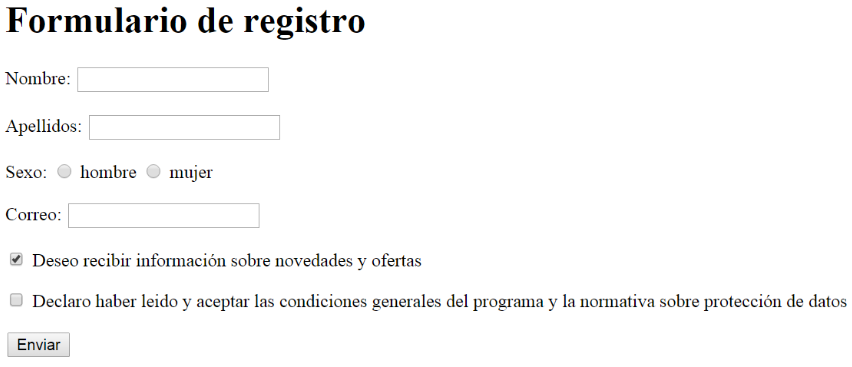 Formulario de registro
Nombre:
Apellidos:
Sexo: hombre mujer
Correo:
Deseo recibir información sobre novedades y ofertas
Declaro haber leido y aceptar las condiciones generales del programa y la normativa sobre protección de datos
Enviar